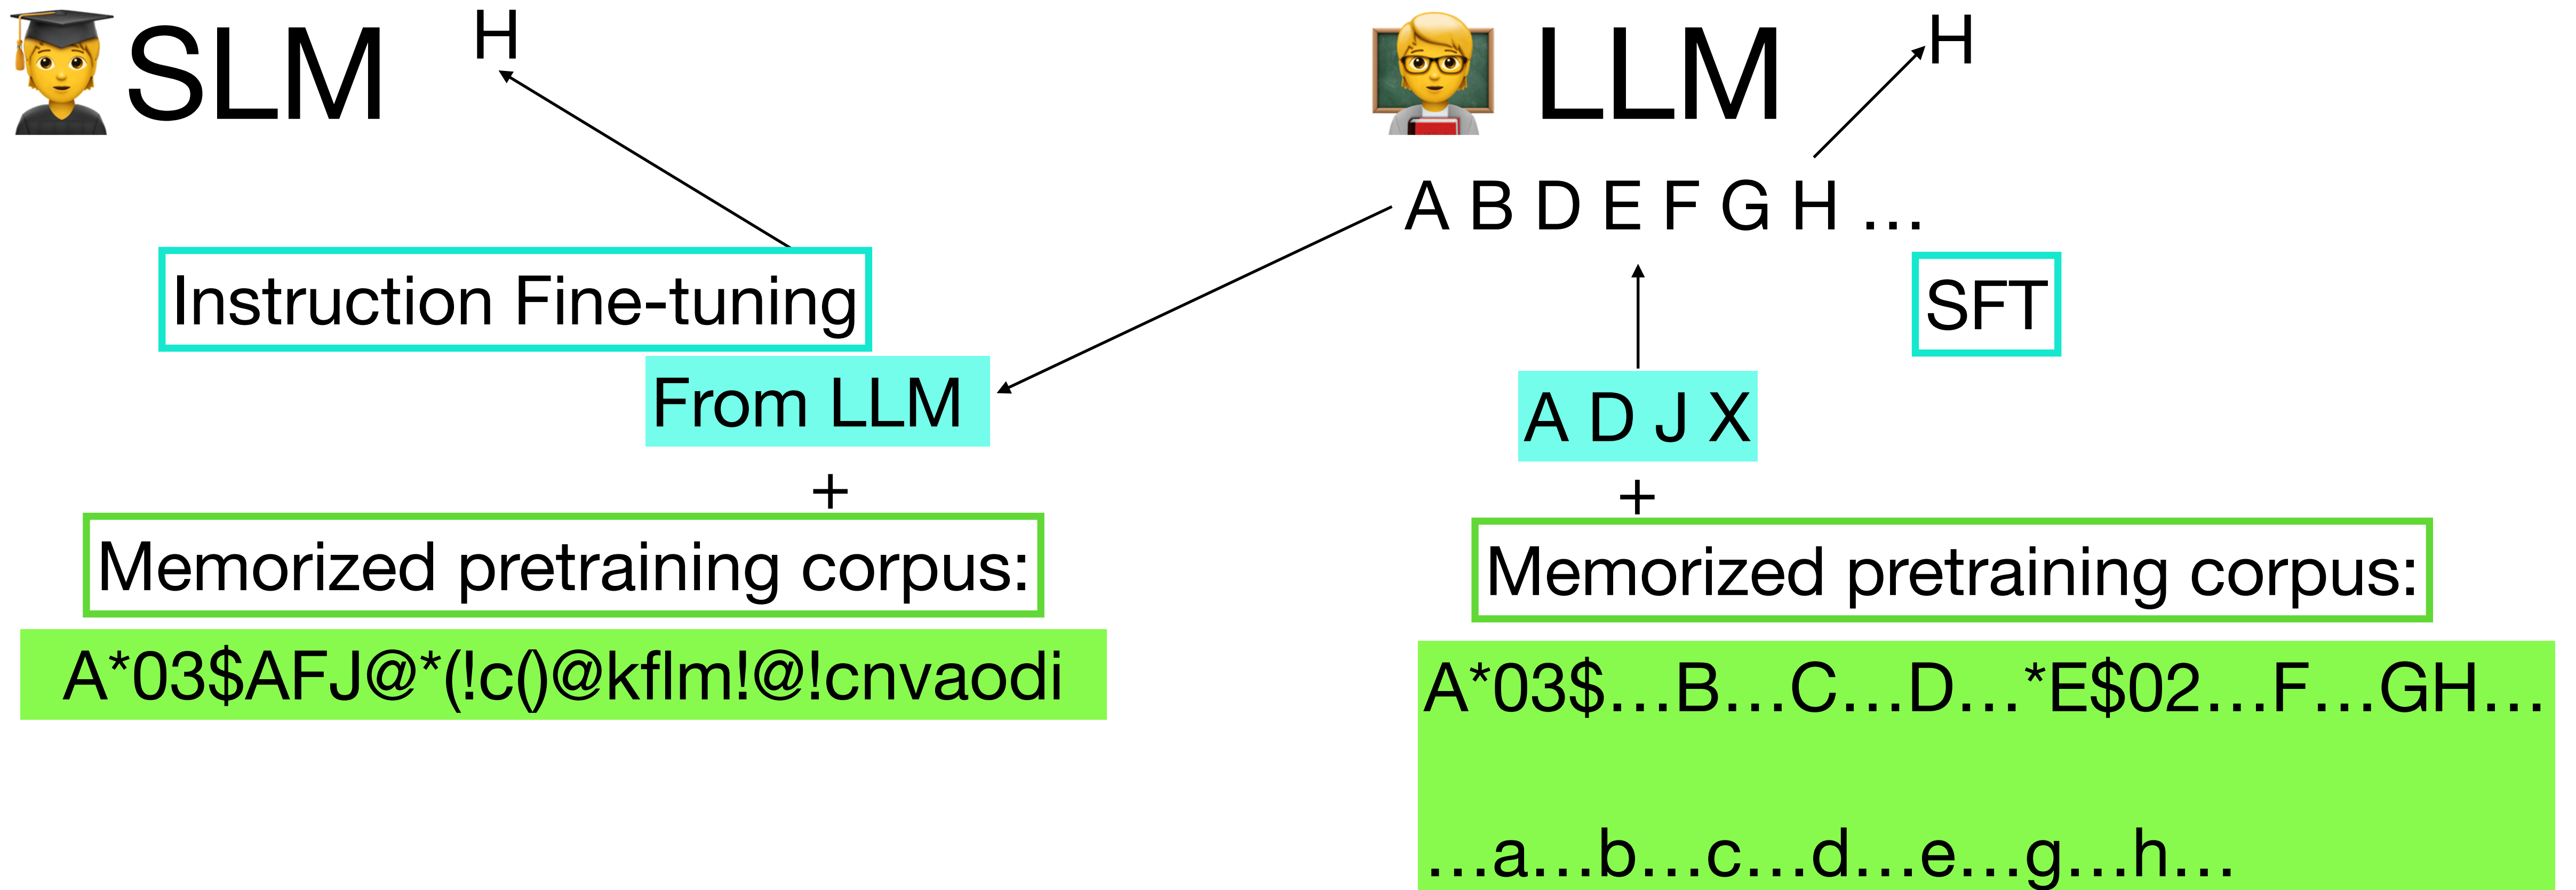 SLM
H
Instruction Fine-tuning
From LLM
+
Memorized pretraining corpus:
A*03$AFJ@*(!c()@kflm!@!cnvaodi
LLM
H
A B D E F G H …
SFT
A D J X
+
Memorized pretraining corpus:
A*03$…B…C…D…*E$02…F…GH…
…a…b…c…d…e…g…h…